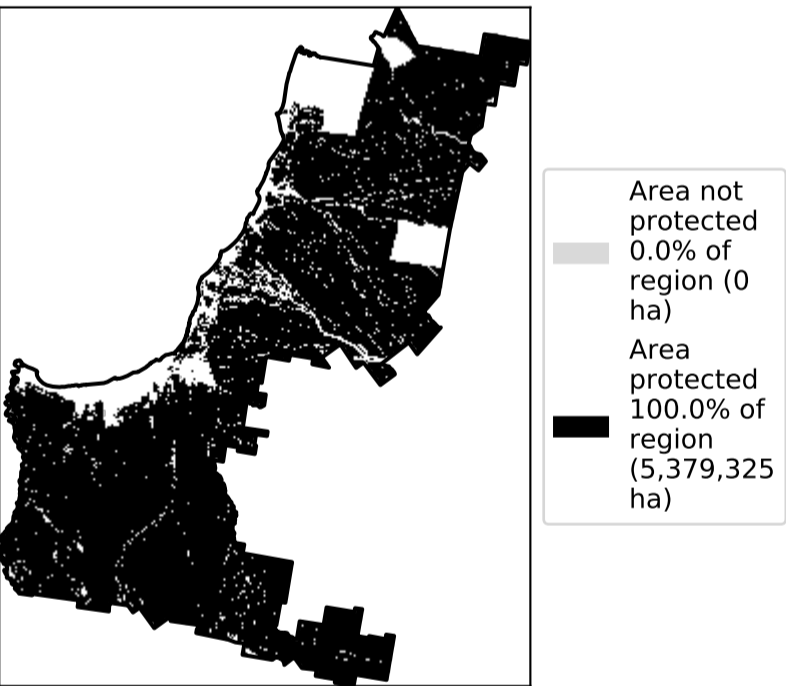 Area not
protected
0.0% of
region (0
ha)
Area
protected
100.0% of
region
(5,379,325
ha)